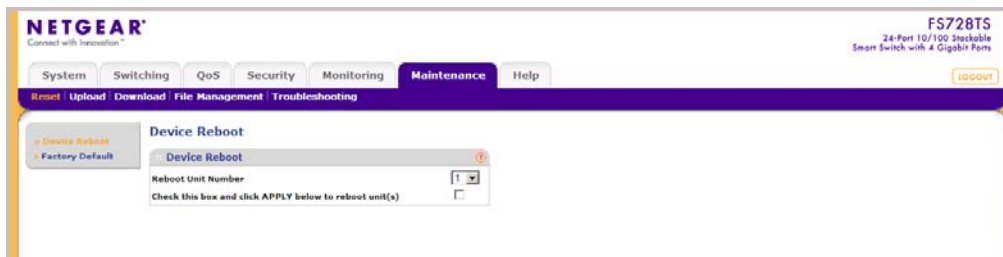 NETGEAR®
Connect with Innovation™
FS728TS
24-Port 10/100 Stackable
Smart Switch with 4 Gigabit Ports
System Switching QoS Security Monitoring Maintenance Help
LOGOUT
Reset Upload Download File Management Troubleshooting
Device Reboot
Factory Default
Device Reboot
Device Reboot
Reboot Unit Number 1
Check this box and click APPLY below to reboot unit(s)